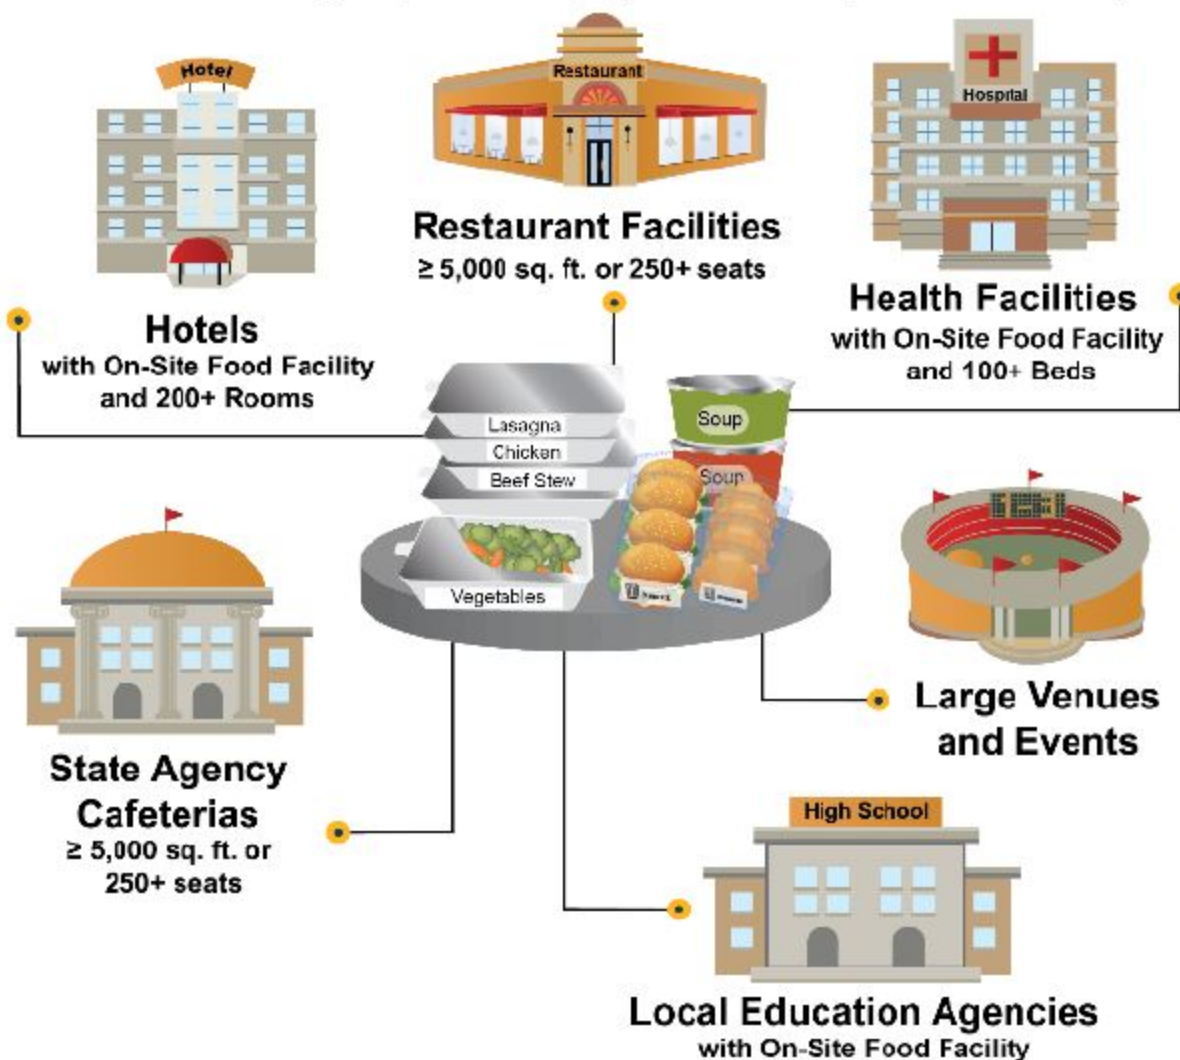 Hotel
Restaurant
Hospital
Restaurant Facilities
≥ 5,000 sq. ft. or 250+ seats
Health Facilities
with On-Site Food Facility
and 100+ Beds
Hotels
with On-Site Food Facility
and 200+ Rooms
Lasagna
Chicken
Beef Stew
Soup
Soup
Vegetables
Large Venues
and Events
State Agency
Cafeterias
≥ 5,000 sq. ft. or
250+ seats
High School
Local Education Agencies
with On-Site Food Facility